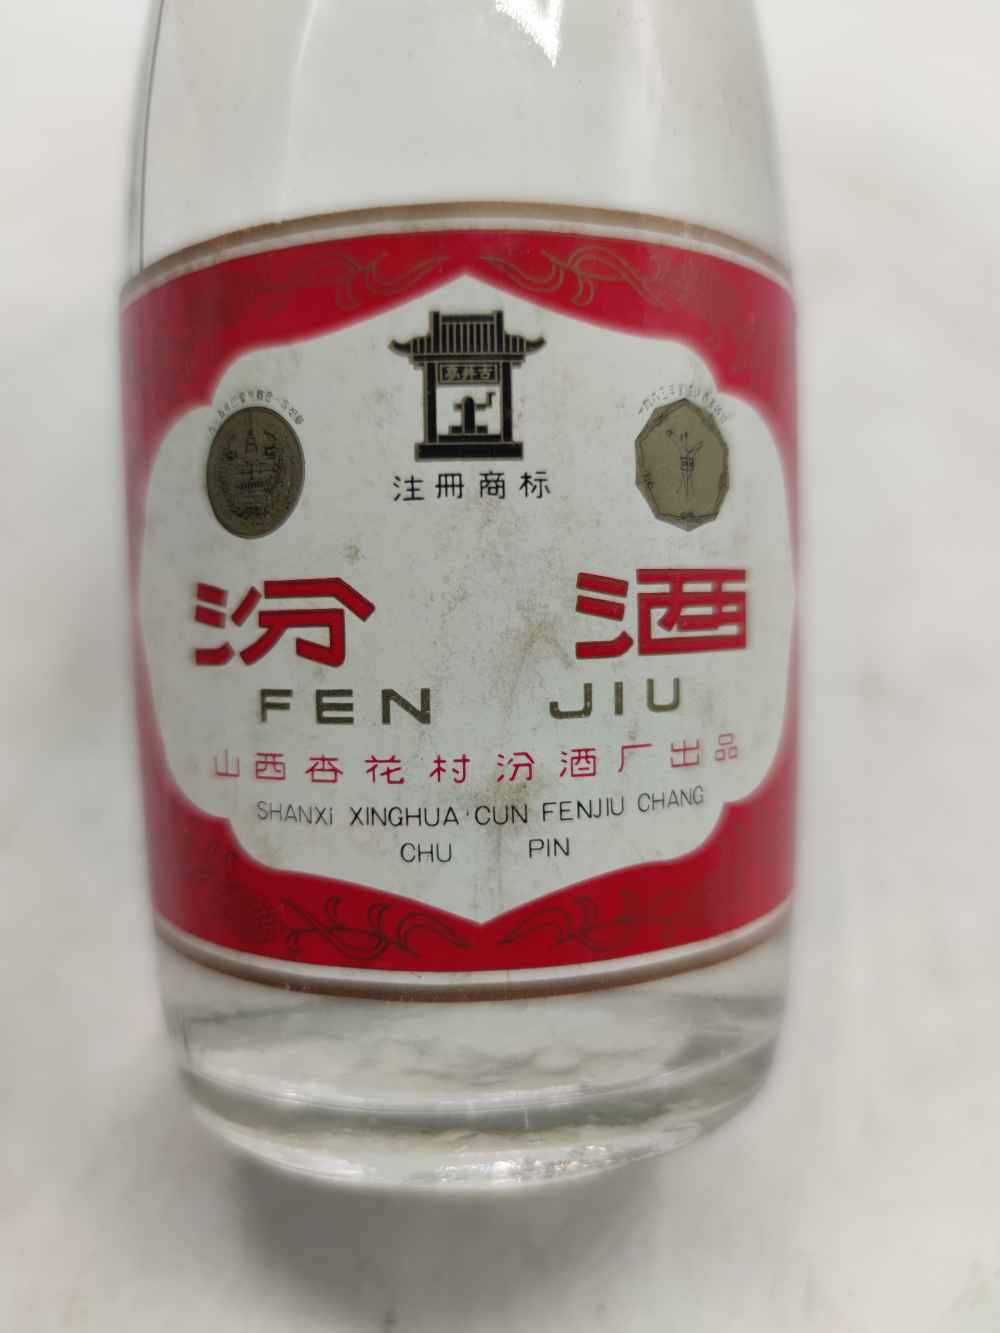 古井亭
注册商标
汾 酒
FEN JIU
山西杏花村汾酒厂出品
SHANXI XINGHUA CUN FENJIU CHANG
CHU PIN